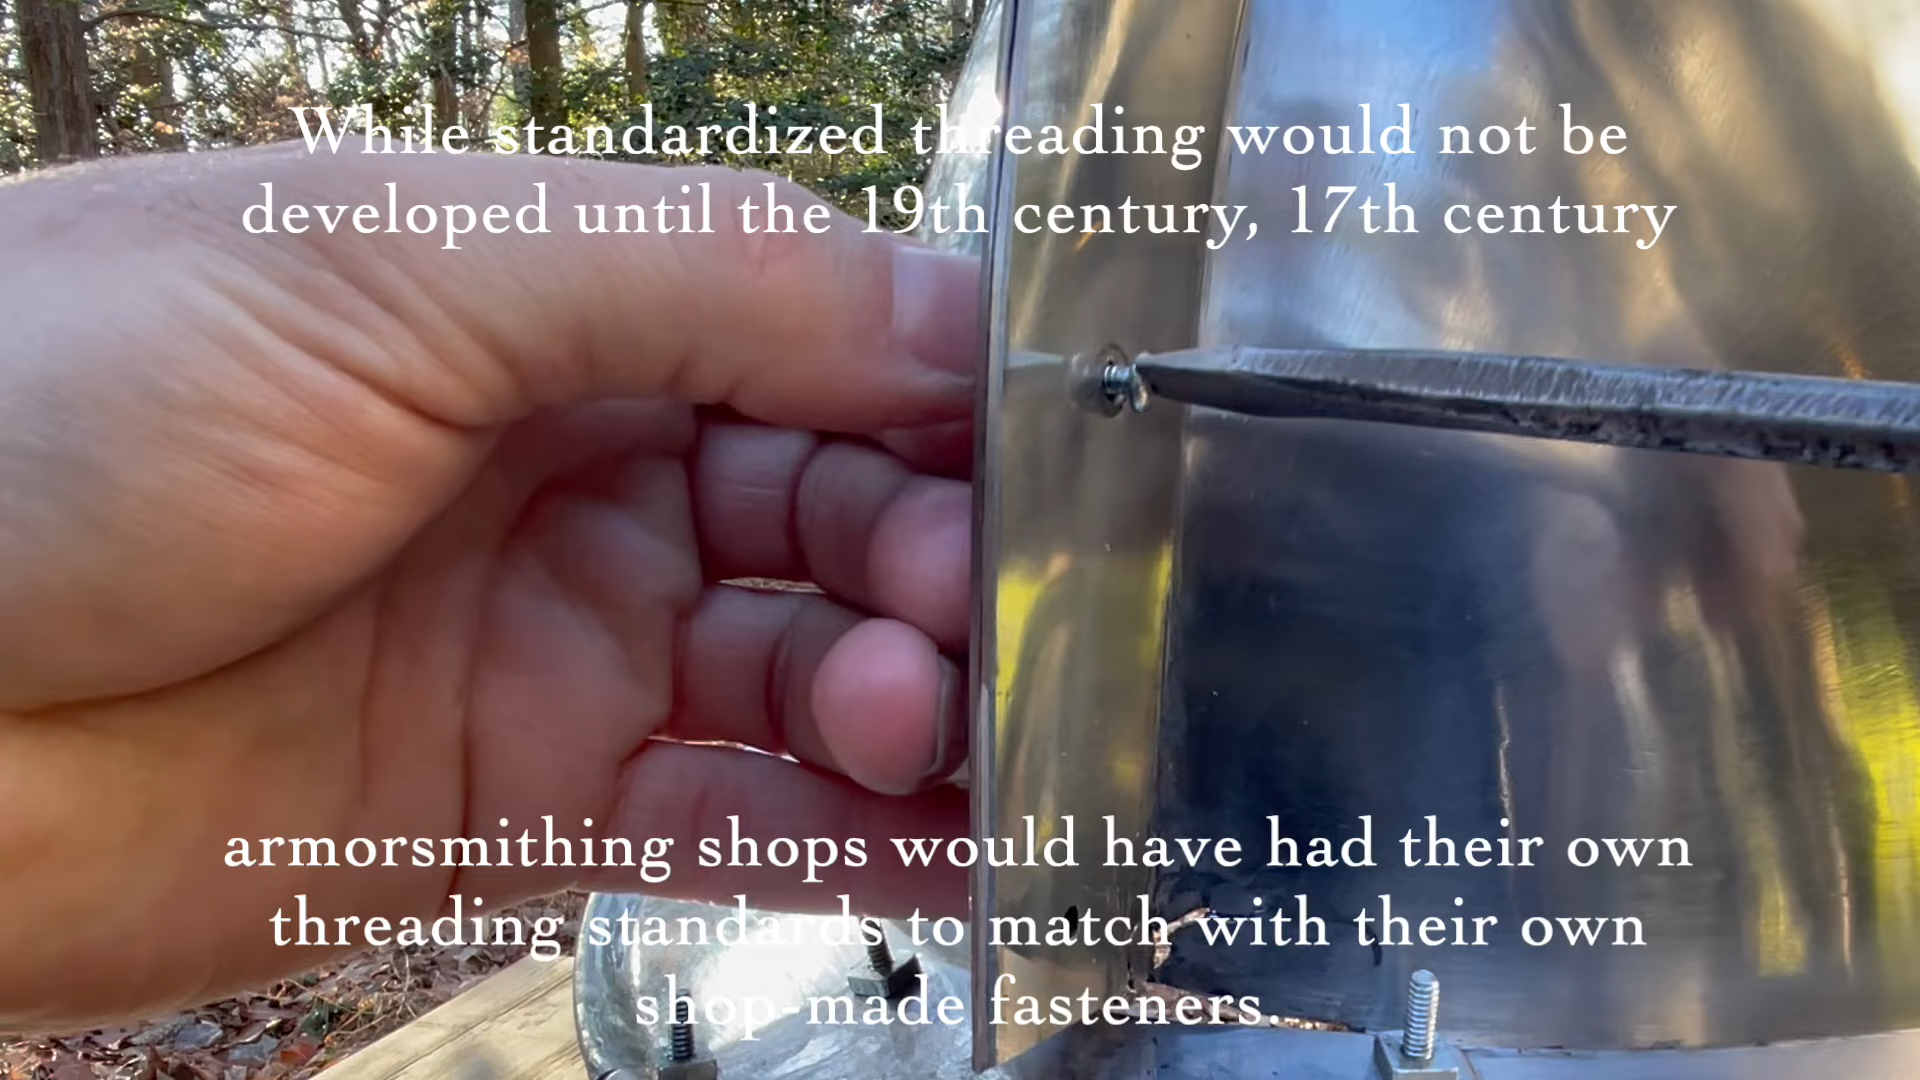 While standardized threading would not be
developed until the 19th century, 17th century
armorsmithing shops would have had their own
threading standards to match with their own
shop-made fasteners.